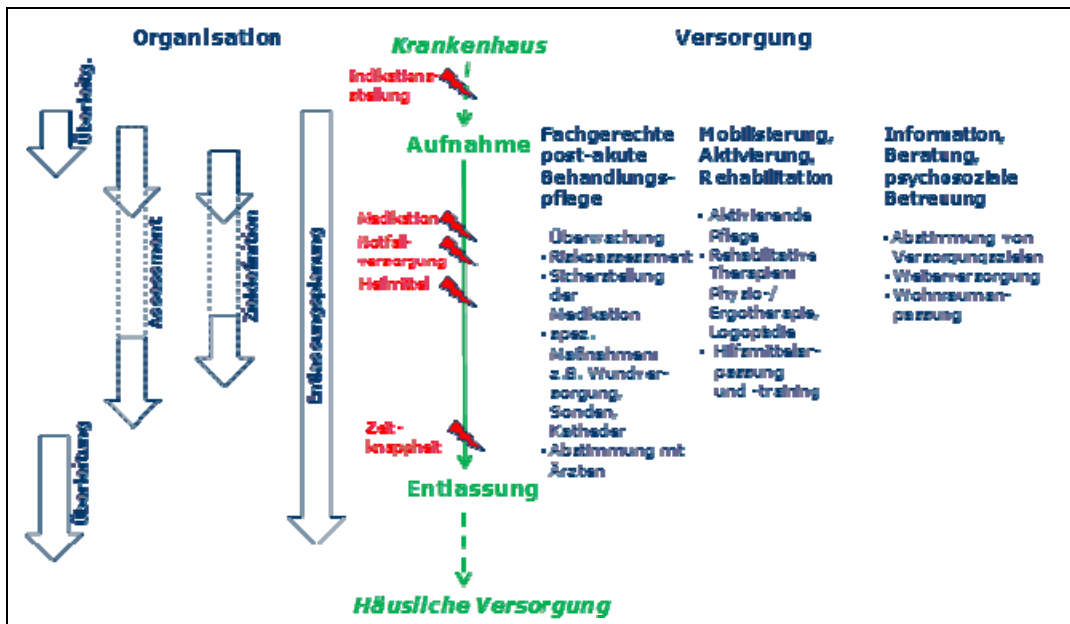 Organisation
Krankenhaus
Versorgung
Überleitg.
Assessment
Zieldefinition
Überleitung
Entlassungsplanung
Indikations-
stellung
Aufnahme
Medikation
Notfall-
versorgung
Heilmittel
Zeit-
knappheit
Entlassung
Häusliche Versorgung
Fachgerechte
post-akute
Behandlungs-
pflege
Überwachung
• Risikoassessment
• Sicherstellung
der
Medikation
• spez.
Maßnahmen:
z.B. Wundver-
sorgung,
Sonden,
Katheder
• Abstimmung mit
Ärzten
Mobilisierung,
Aktivierung,
Rehabilitation
• Aktivierende
Pflege
• Rehabilitative
Therapien:
Physio-/
Ergotherapie,
Logopädie
• Hilfsmittelan-
passung
und -training
Information,
Beratung,
psychosoziale
Betreuung
• Abstimmung von
Versorgungszielen
• Weiterversorgung
• Wohnrauman-
passung